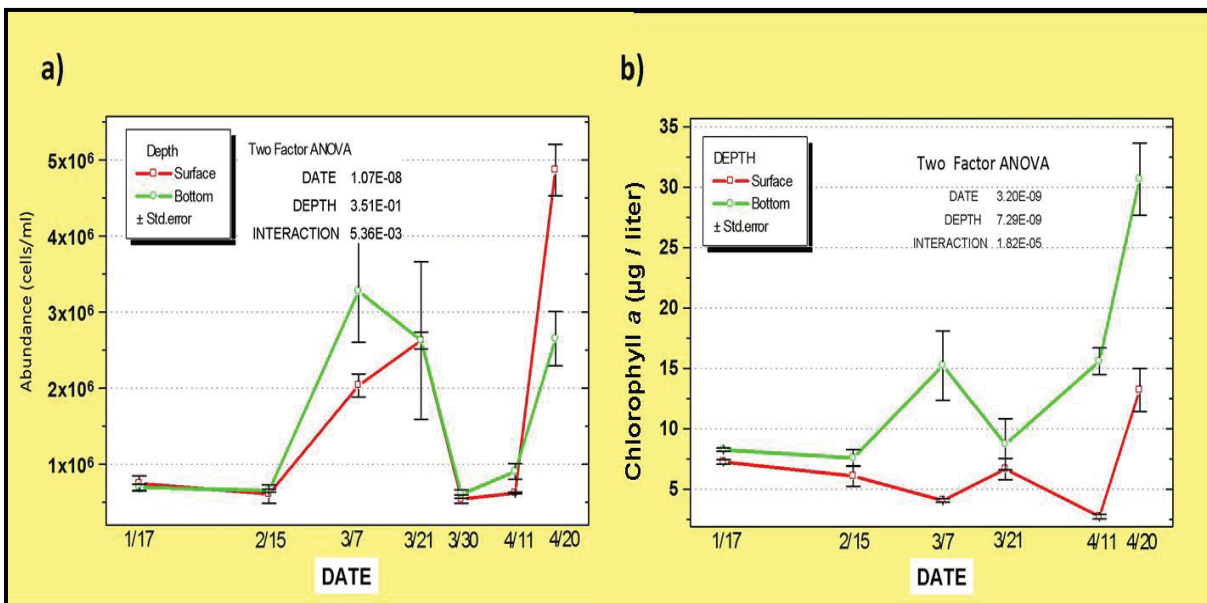 a)
Abundance (cells/ml)
5x10⁶
4x10⁶
3x10⁶
2x10⁶
1x10⁶
Depth
Surface
Bottom
± Std.error
Two Factor ANOVA
DATE 1.07E-08
DEPTH 3.51E-01
INTERACTION 5.36E-03
1/17 2/15 3/7 3/21 3/30 4/11 4/20
DATE
b)
Chlorophyll a (µg / liter)
35
30
25
20
15
10
5
DEPTH
Surface
Bottom
± Std.error
Two Factor ANOVA
DATE 3.20E-09
DEPTH 7.29E-09
INTERACTION 1.82E-05
1/17 2/15 3/7 3/21 4/11 4/20
DATE